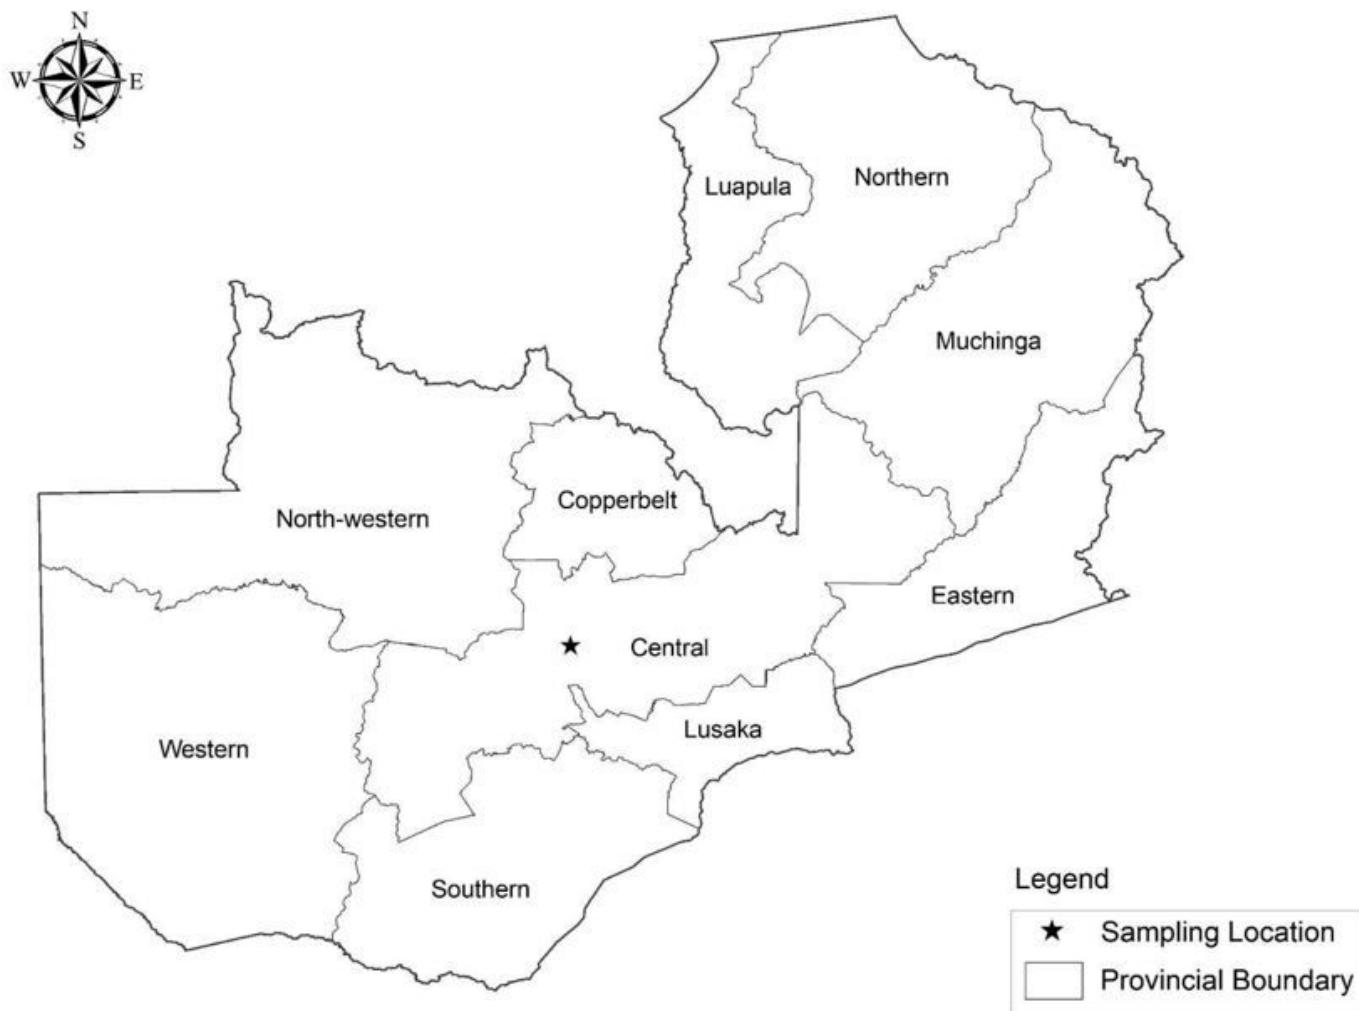 N
W E
S
Luapula
Northern
Muchinga
North-western
Copperbelt
Eastern
Central
Lusaka
Western
Southern
Legend
Sampling Location
Provincial Boundary